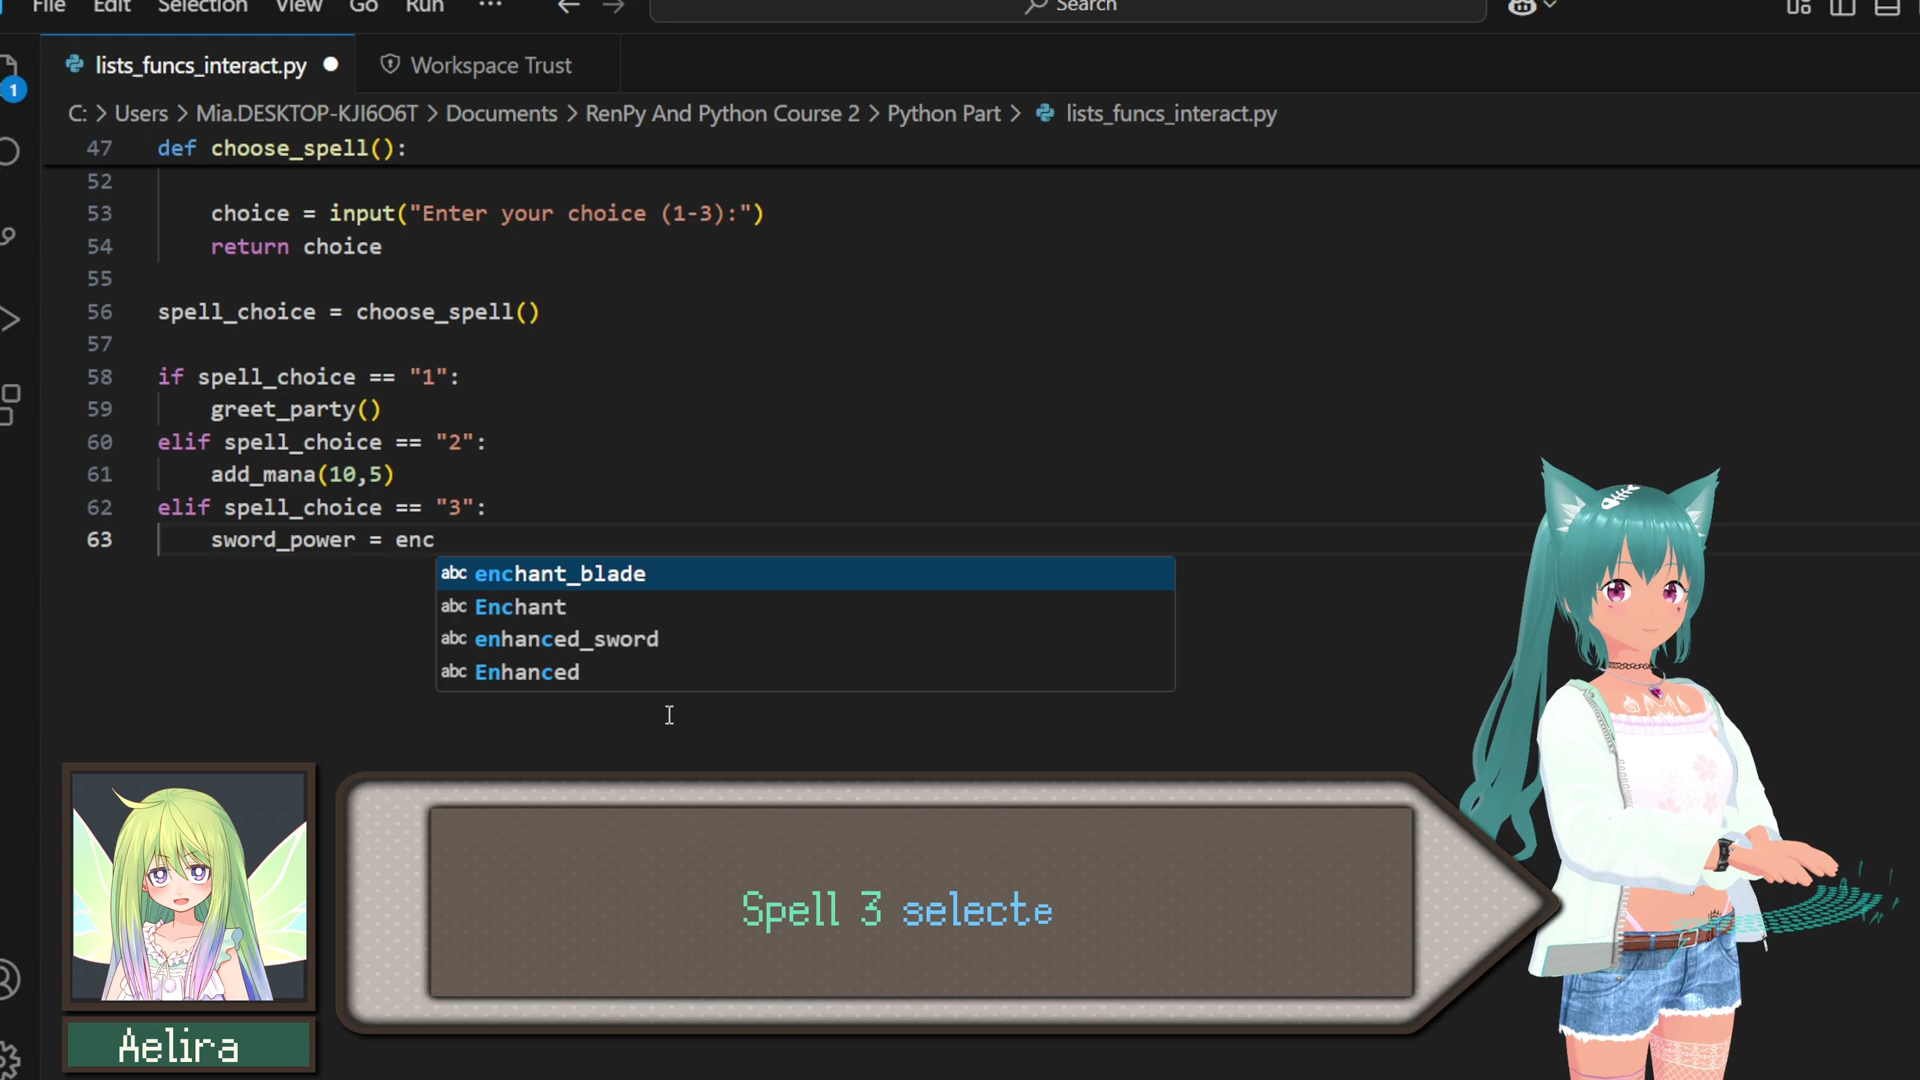 File Edit Selection View Go Run ... Search
lists_funcs_interact.py Workspace Trust
1
C: > Users > Mia.DESKTOP-KJI6O6T > Documents > RenPy And Python Course 2 > Python Part > lists_funcs_interact.py
47 def choose_spell():
52
53 choice = input("Enter your choice (1-3):")
54 return choice
55
56 spell_choice = choose_spell()
57
58 if spell_choice == "1":
59 greet_party()
60 elif spell_choice == "2":
61 add_mana(10,5)
62 elif spell_choice == "3":
63 sword_power = enc
abc enchant_blade
abc Enchant
abc enhanced_sword
abc Enhanced
Spell 3 selecte
Aelira